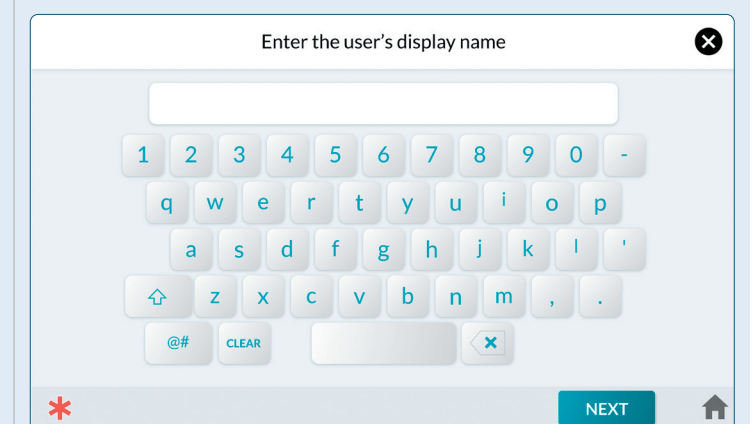 Enter the user’s display name
1 2 3 4 5 6 7 8 9 0 -
q w e r t y u i o p
a s d f g h j k l '
z x c v b n m , .
@# CLEAR
NEXT